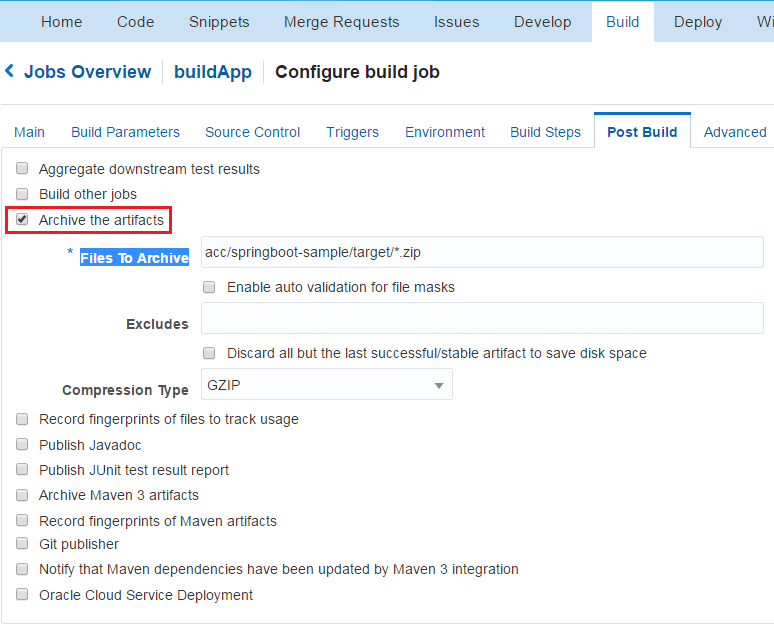 Home Code Snippets Merge Requests Issues Develop Build Deploy
Jobs Overview buildApp Configure build job
Main Build Parameters Source Control Triggers Environment Build Steps Post Build Advanced
Aggregate downstream test results
Build other jobs
Archive the artifacts
* Files To Archive acc/springboot-sample/target/*.zip
Enable auto validation for file masks
Excludes
Discard all but the last successful/stable artifact to save disk space
Compression Type GZIP
Record fingerprints of files to track usage
Publish Javadoc
Publish JUnit test result report
Archive Maven 3 artifacts
Record fingerprints of Maven artifacts
Git publisher
Notify that Maven dependencies have been updated by Maven 3 integration
Oracle Cloud Service Deployment